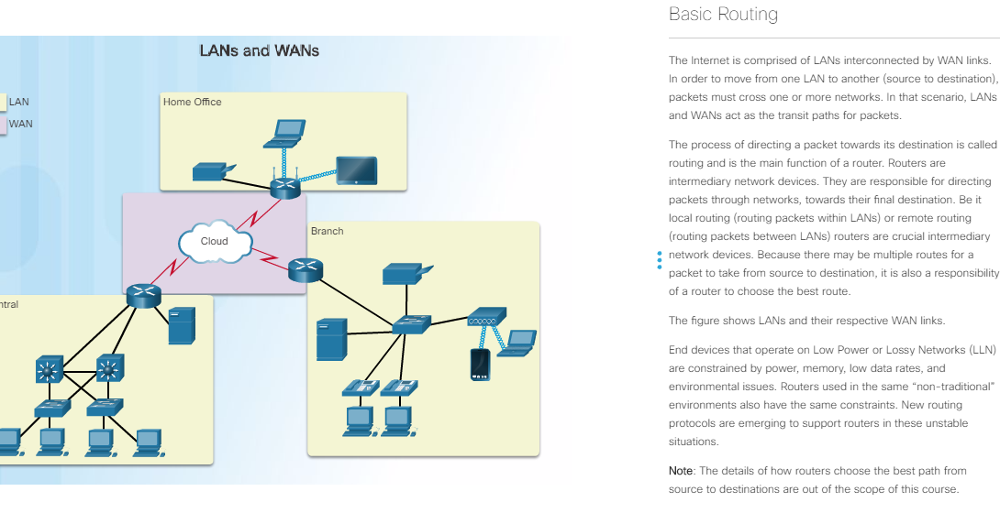 LANs and WANs
LAN
WAN
Home Office
Cloud
Branch
ntral
Basic Routing
The Internet is comprised of LANs interconnected by WAN links.
In order to move from one LAN to another (source to destination),
packets must cross one or more networks. In that scenario, LANs
and WANs act as the transit paths for packets.
The process of directing a packet towards its destination is called
routing and is the main function of a router. Routers are
intermediary network devices. They are responsible for directing
packets through networks, towards their final destination. Be it
local routing (routing packets within LANs) or remote routing
(routing packets between LANs) routers are crucial intermediary
network devices. Because there may be multiple routes for a
packet to take from source to destination, it is also a responsibility
of a router to choose the best route.
The figure shows LANs and their respective WAN links.
End devices that operate on Low Power or Lossy Networks (LLN)
are constrained by power, memory, low data rates, and
environmental issues. Routers used in the same “non-traditional”
environments also have the same constraints. New routing
protocols are emerging to support routers in these unstable
situations.
Note: The details of how routers choose the best path from
source to destinations are out of the scope of this course.